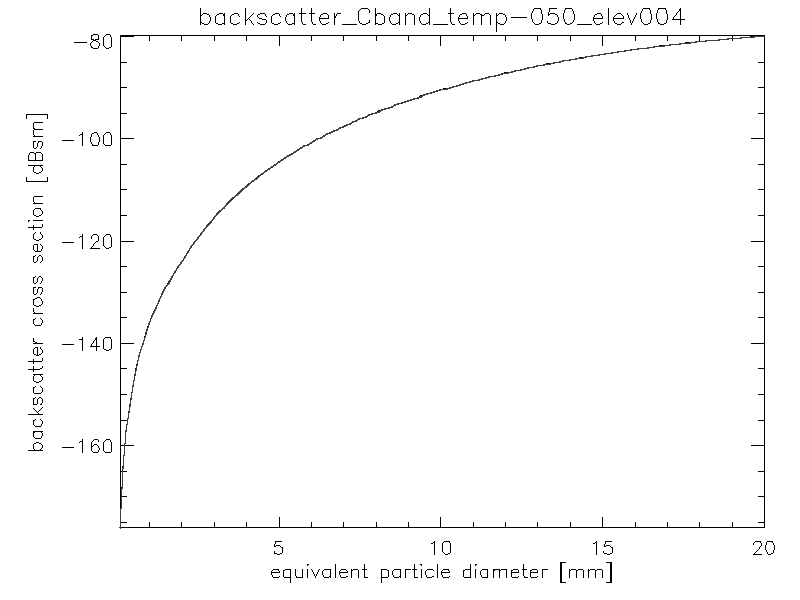 backscatter_Cband_temp-050_elev004
-80
-100
-120
-140
-160
backscatter cross section [dBsm]
5 10 15 20
equivalent particle diameter [mm]